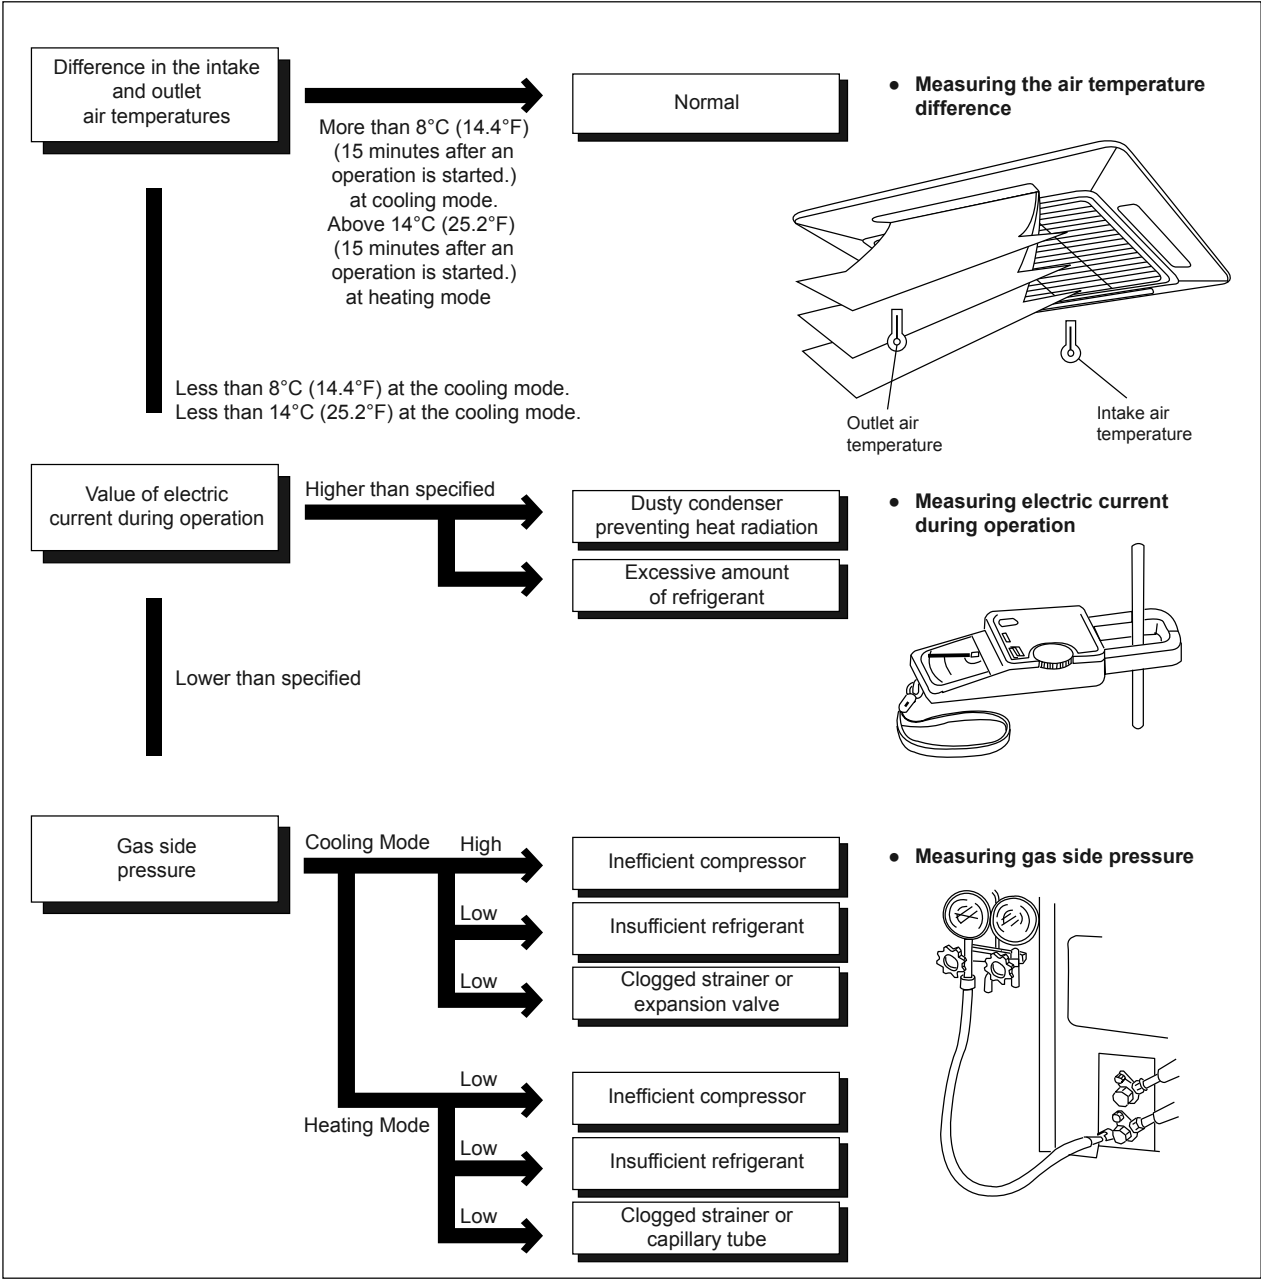 Difference in the intake
and outlet
air temperatures
More than 8°C (14.4°F)
(15 minutes after an
operation is started.)
at cooling mode.
Above 14°C (25.2°F)
(15 minutes after an
operation is started.)
at heating mode
Normal
● Measuring the air temperature
difference
Outlet air
temperature
Intake air
temperature
Less than 8°C (14.4°F) at the cooling mode.
Less than 14°C (25.2°F) at the cooling mode.
Value of electric
current during operation
Higher than specified
Dusty condenser
preventing heat radiation
Excessive amount
of refrigerant
● Measuring electric current
during operation
Lower than specified
Gas side
pressure
Cooling Mode
High
Inefficient compressor
Low
Insufficient refrigerant
Low
Clogged strainer or
expansion valve
Heating Mode
Low
Inefficient compressor
Low
Insufficient refrigerant
Low
Clogged strainer or
capillary tube
● Measuring gas side pressure